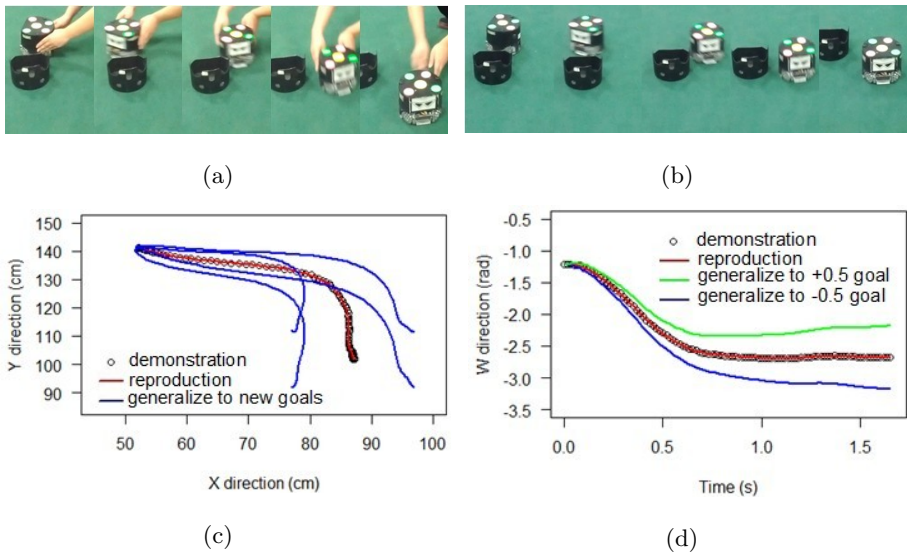 (a)
(b)
150
140
130
120
110
100
90
Y direction (cm)
demonstration
reproduction
generalize to new goals
50 60 70 80 90 100
X direction (cm)
(c)
-0.5
-1.0
-1.5
-2.0
-2.5
-3.0
-3.5
W direction (rad)
demonstration
reproduction
generalize to +0.5 goal
generalize to -0.5 goal
0.0 0.5 1.0 1.5
Time (s)
(d)